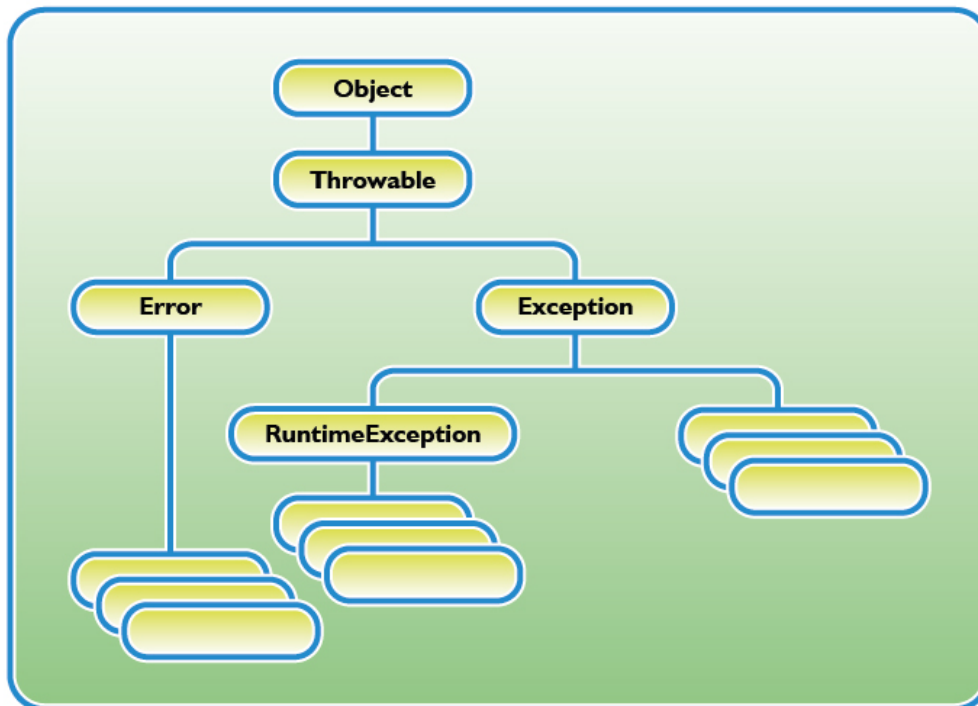 Object
Throwable
Error
Exception
RuntimeException